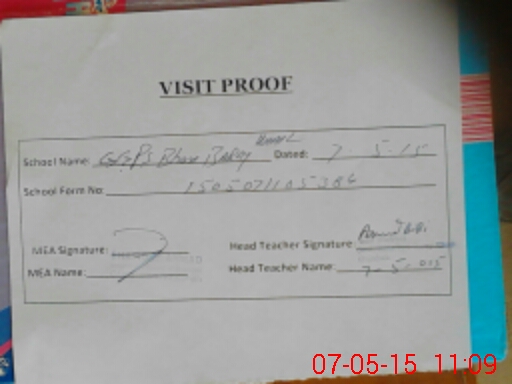 VISIT PROOF
School Name: GGPS Dated: 7-5-15
School Form No: 1505071105386
MEA Signature: Head Teacher Signature
MEA Name: Head Teacher Name: 7-5-015
07-05-15 11:09